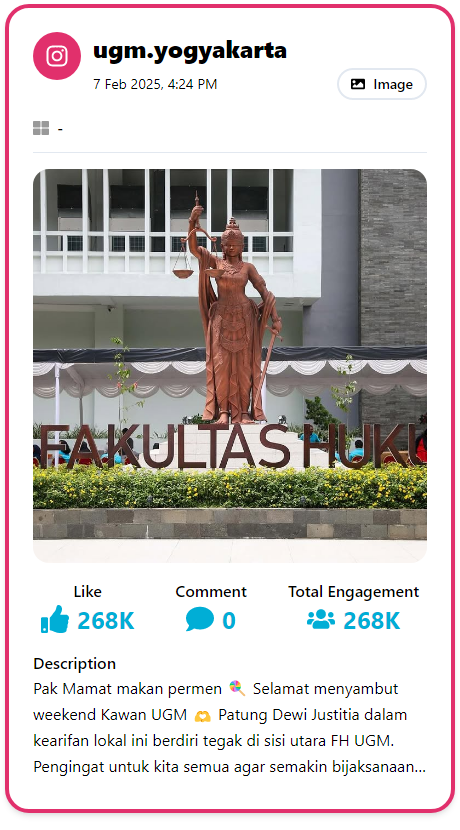 ugm.yogyakarta
7 Feb 2025, 4:24 PM
Image
-
FAKULTAS HUKU
Like
Comment
Total Engagement
268K
0
268K
Description
Pak Mamat makan permen 🍭 Selamat menyambut
weekend Kawan UGM 🫶 Patung Dewi Justitia dalam
kearifan lokal ini berdiri tegak di sisi utara FH UGM.
Pengingat untuk kita semua agar semakin bijaksanaan...